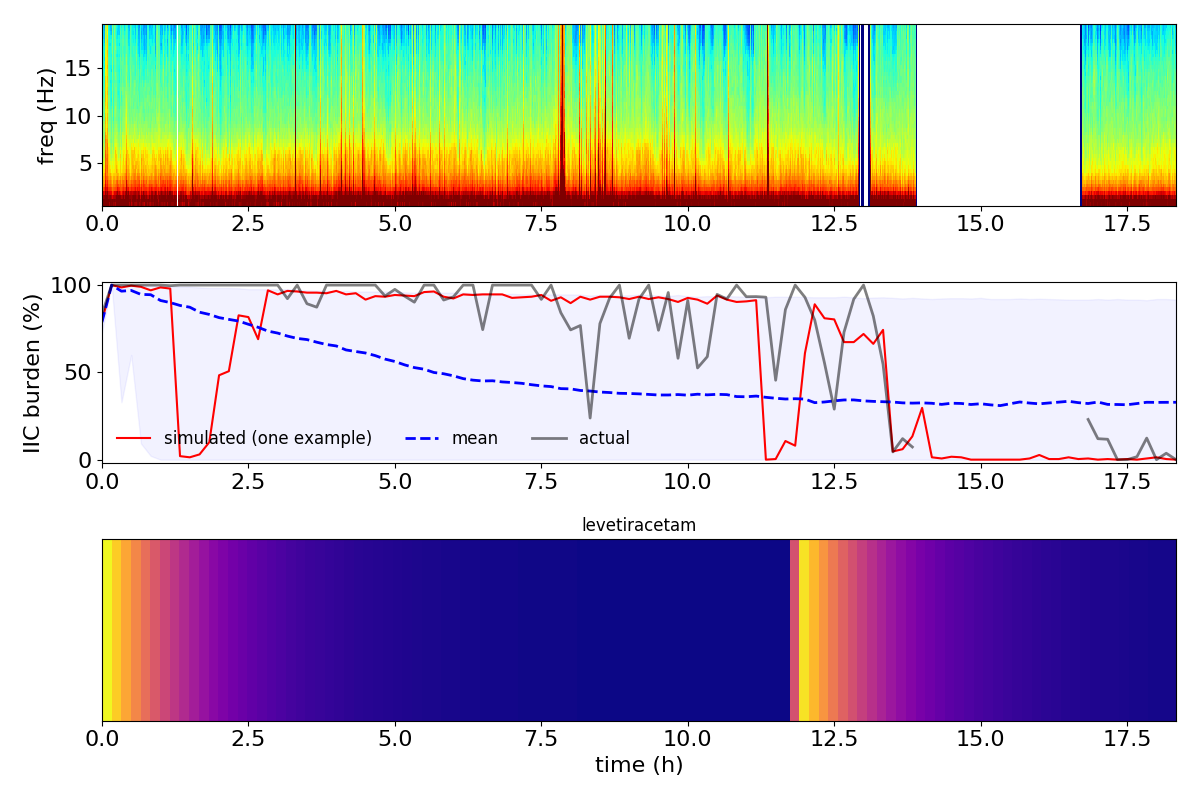 freq (Hz)
15
10
5
0.0 2.5 5.0 7.5 10.0 12.5 15.0 17.5
IIC burden (%)
100
50
0
simulated (one example) mean actual
0.0 2.5 5.0 7.5 10.0 12.5 15.0 17.5
levetiracetam
0.0 2.5 5.0 7.5 10.0 12.5 15.0 17.5
time (h)